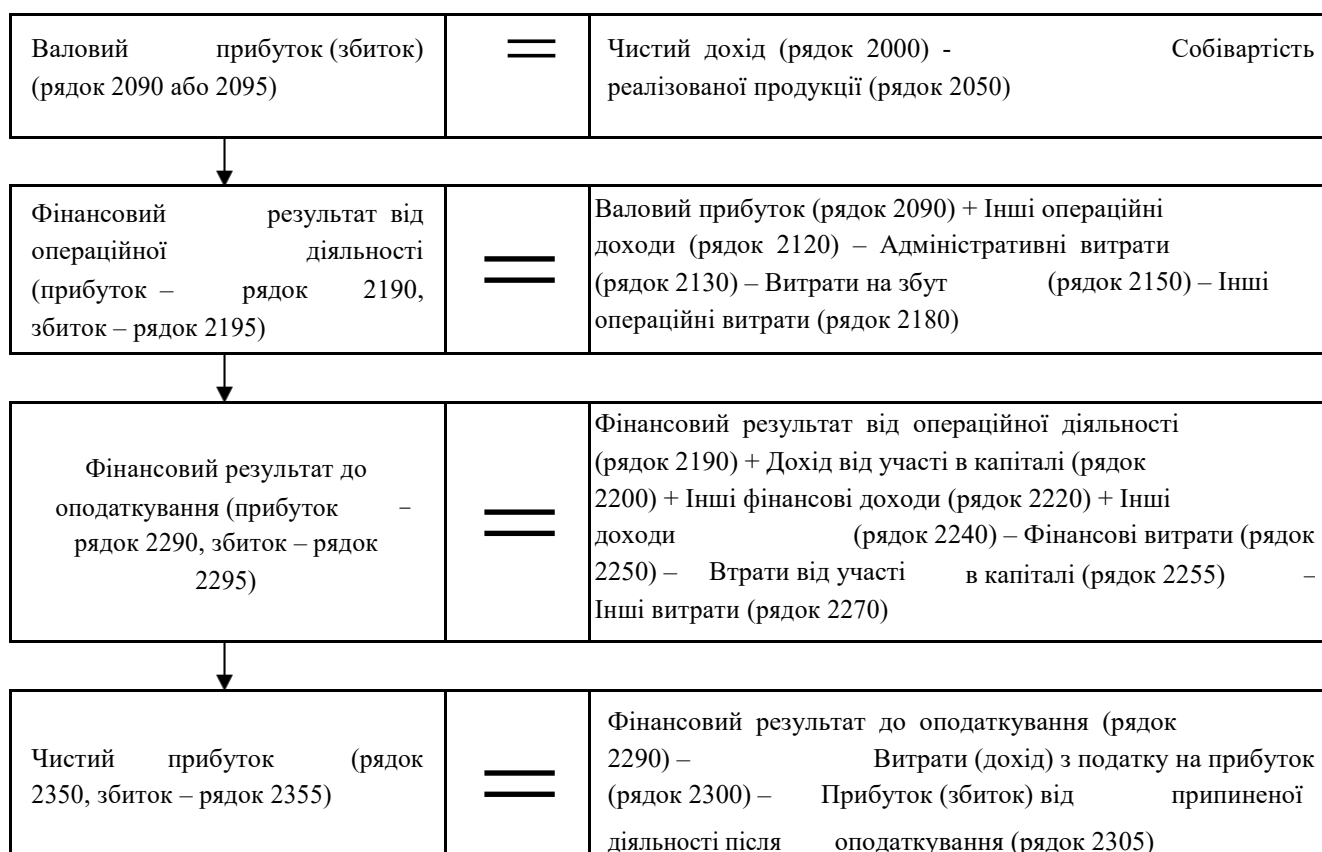 Валовий прибуток (збиток)
(рядок 2090 або 2095)
=
Чистий дохід (рядок 2000) - Собівартість
реалізованої продукції (рядок 2050)
Фінансовий результат від
операційної діяльності
(прибуток – рядок 2190,
збиток – рядок 2195)
=
Валовий прибуток (рядок 2090) + Інші операційні
доходи (рядок 2120) – Адміністративні витрати
(рядок 2130) – Витрати на збут (рядок 2150) – Інші
операційні витрати (рядок 2180)
Фінансовий результат до
оподаткування (прибуток –
рядок 2290, збиток – рядок
2295)
=
Фінансовий результат від операційної діяльності
(рядок 2190) + Дохід від участі в капіталі (рядок
2200) + Інші фінансові доходи (рядок 2220) + Інші
доходи (рядок 2240) – Фінансові витрати (рядок
2250) – Втрати від участі в капіталі (рядок 2255) –
Інші витрати (рядок 2270)
Чистий прибуток (рядок
2350, збиток – рядок 2355)
=
Фінансовий результат до оподаткування (рядок
2290) – Витрати (дохід) з податку на прибуток
(рядок 2300) – Прибуток (збиток) від припиненої
діяльності після оподаткування (рядок 2305)